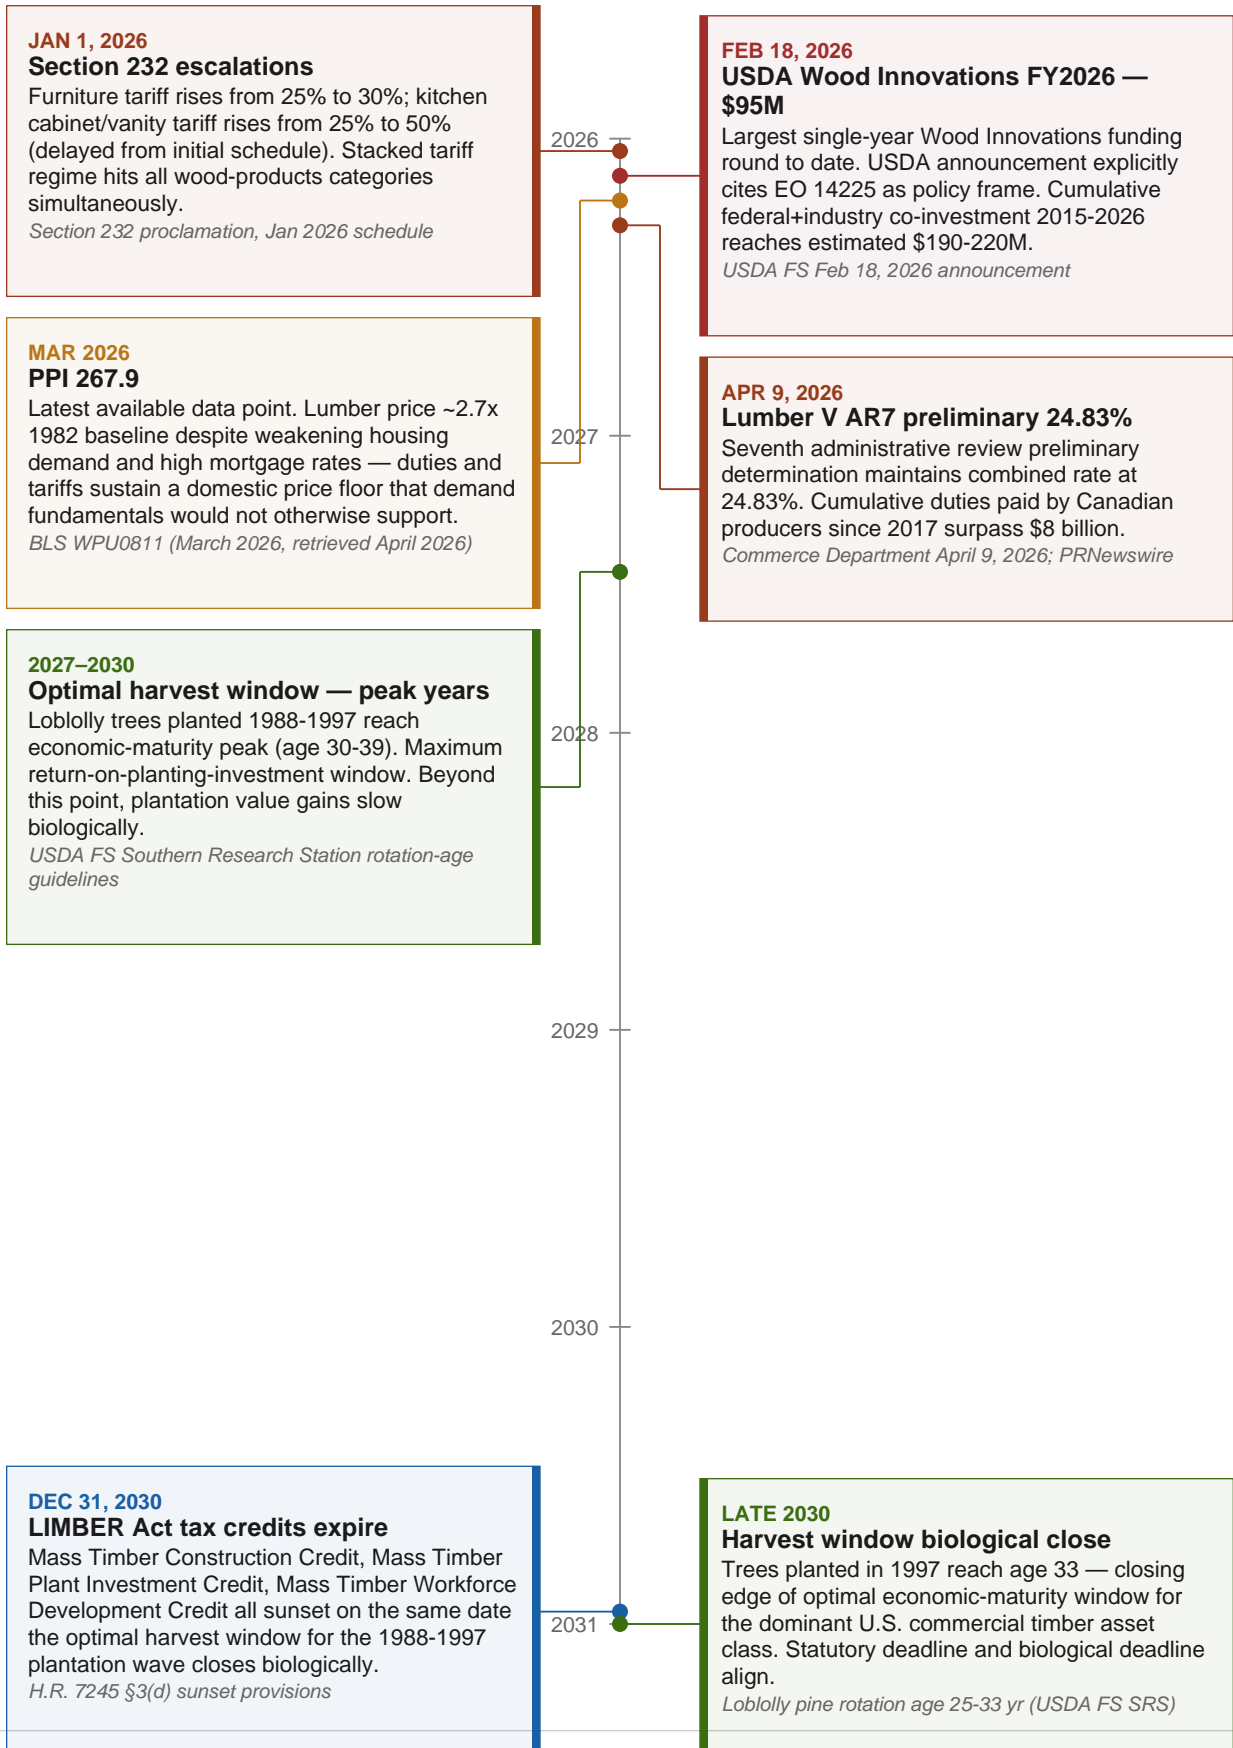 JAN 1, 2026
Section 232 escalations
Furniture tariff rises from 25% to 30%; kitchen
cabinet/vanity tariff rises from 25% to 50%
(delayed from initial schedule). Stacked tariff
regime hits all wood-products categories
simultaneously.
Section 232 proclamation, Jan 2026 schedule
FEB 18, 2026
USDA Wood Innovations FY2026 —
$95M
Largest single-year Wood Innovations funding
round to date. USDA announcement explicitly
cites EO 14225 as policy frame. Cumulative
federal+industry co-investment 2015-2026
reaches estimated $190-220M.
USDA FS Feb 18, 2026 announcement
2026
MAR 2026
PPI 267.9
Latest available data point. Lumber price ~2.7x
1982 baseline despite weakening housing
demand and high mortgage rates — duties and
tariffs sustain a domestic price floor that demand
fundamentals would not otherwise support.
BLS WPU0811 (March 2026, retrieved April 2026)
APR 9, 2026
Lumber V AR7 preliminary 24.83%
Seventh administrative review preliminary
determination maintains combined rate at
24.83%. Cumulative duties paid by Canadian
producers since 2017 surpass $8 billion.
Commerce Department April 9, 2026; PRNewswire
2027
2027–2030
Optimal harvest window — peak years
Loblolly trees planted 1988-1997 reach
economic-maturity peak (age 30-39). Maximum
return-on-planting-investment window. Beyond
this point, plantation value gains slow
biologically.
USDA FS Southern Research Station rotation-age
guidelines
2028
2029
2030
DEC 31, 2030
LIMBER Act tax credits expire
Mass Timber Construction Credit, Mass Timber
Plant Investment Credit, Mass Timber Workforce
Development Credit all sunset on the same date
the optimal harvest window for the 1988-1997
plantation wave closes biologically.
H.R. 7245 §3(d) sunset provisions
LATE 2030
Harvest window biological close
Trees planted in 1997 reach age 33 — closing
edge of optimal economic-maturity window for
the dominant U.S. commercial timber asset
class. Statutory deadline and biological deadline
align.
Loblolly pine rotation age 25-33 yr (USDA FS SRS)
2031